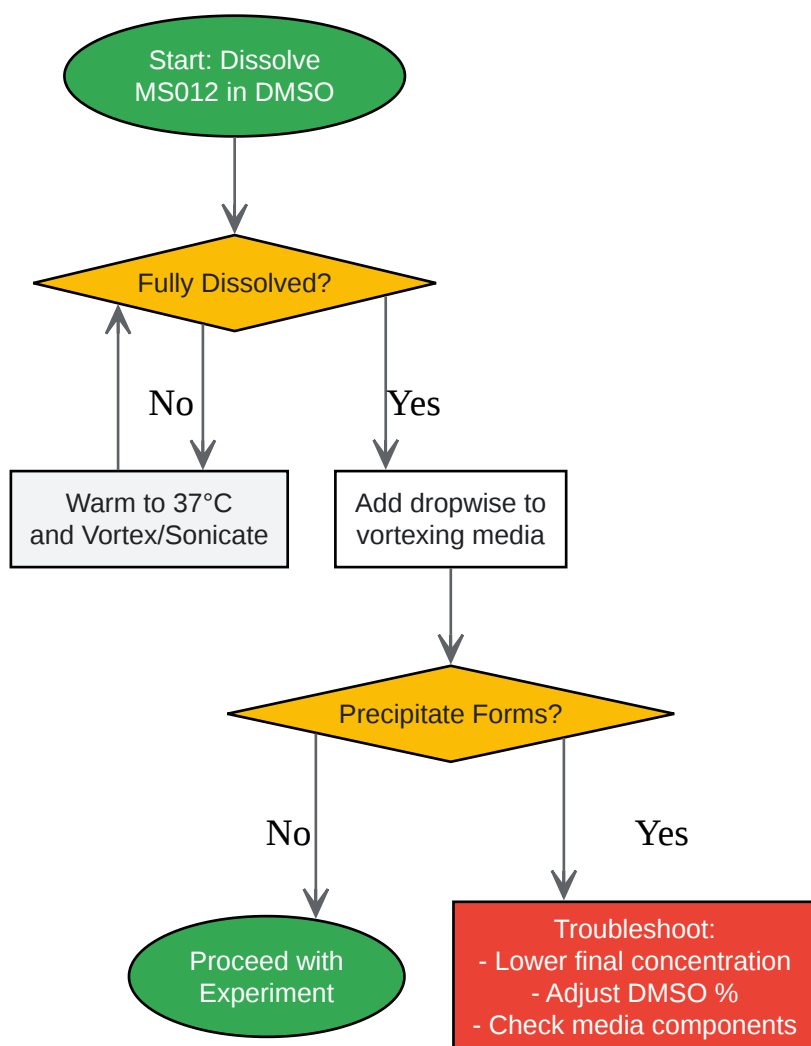 Start: Dissolve
MS012 in DMSO
Fully Dissolved?
No
Yes
Warm to 37°C
and Vortex/Sonicate
Add dropwise to
vortexing media
Precipitate Forms?
No
Yes
Proceed with
Experiment
Troubleshoot:
- Lower final concentration
- Adjust DMSO %
- Check media components